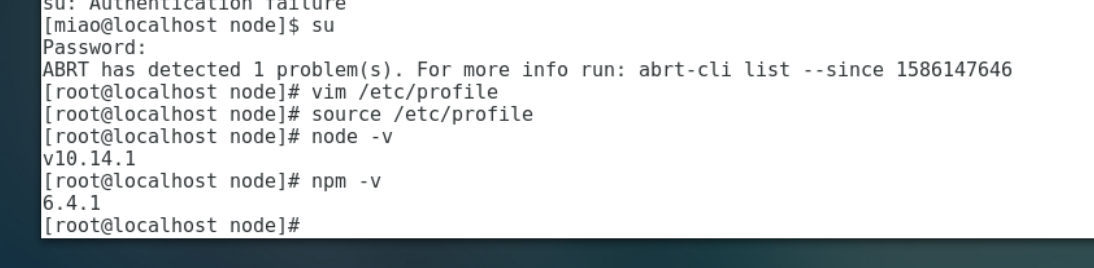 su: Authentication failure
[miao@localhost node]$ su
Password:
ABRT has detected 1 problem(s). For more info run: abrt-cli list --since 1586147646
[root@localhost node]# vim /etc/profile
[root@localhost node]# source /etc/profile
[root@localhost node]# node -v
v10.14.1
[root@localhost node]# npm -v
6.4.1
[root@localhost node]#